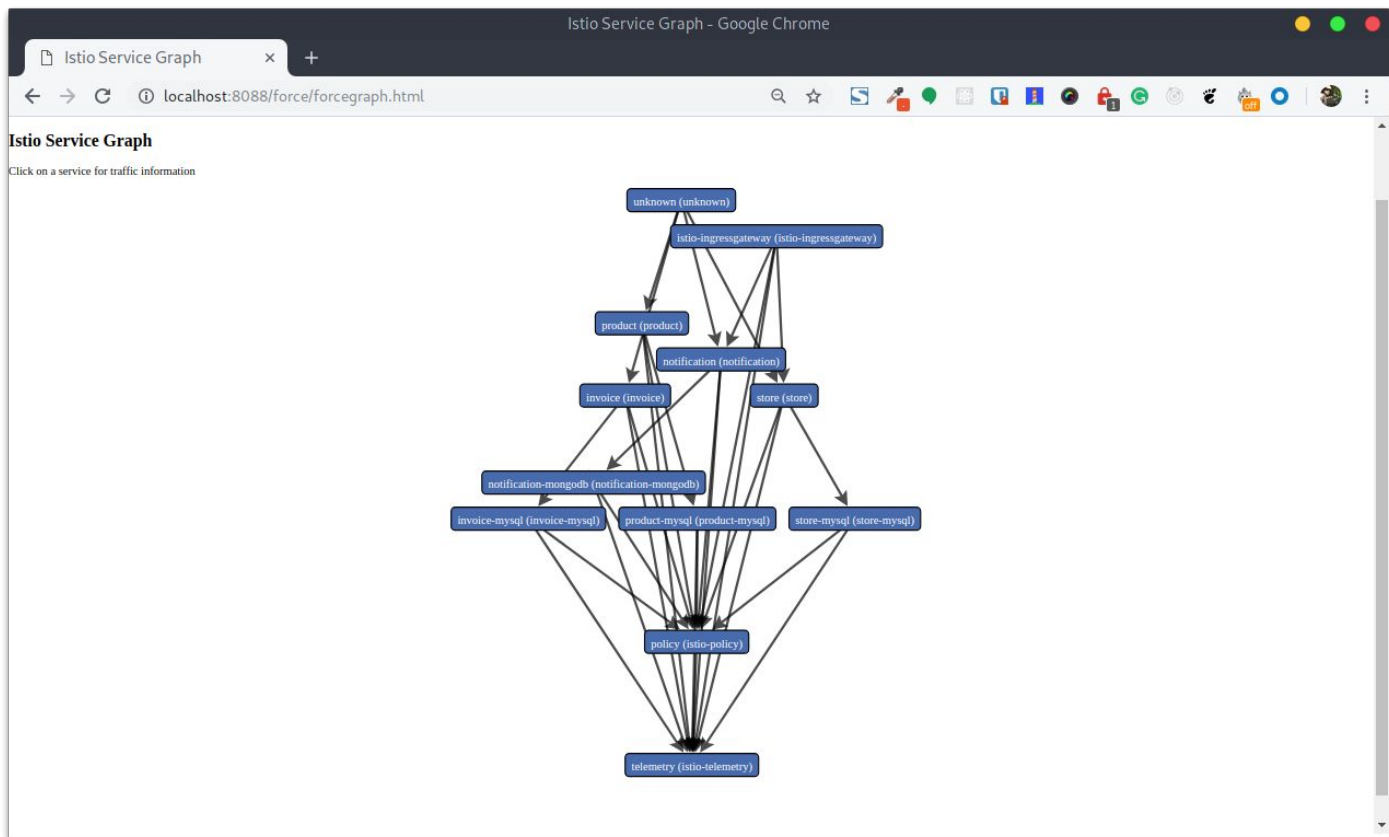 Istio Service Graph - Google Chrome
Istio Service Graph
localhost:8088/force/forcegraph.html
1
off
Istio Service Graph
Click on a service for traffic information
unknown (unknown)
istio-ingressgateway (istio-ingressgateway)
product (product)
notification (notification)
invoice (invoice)
store (store)
notification-mongodb (notification-mongodb)
invoice-mysql (invoice-mysql)
product-mysql (product-mysql)
store-mysql (store-mysql)
policy (istio-policy)
telemetry (istio-telemetry)